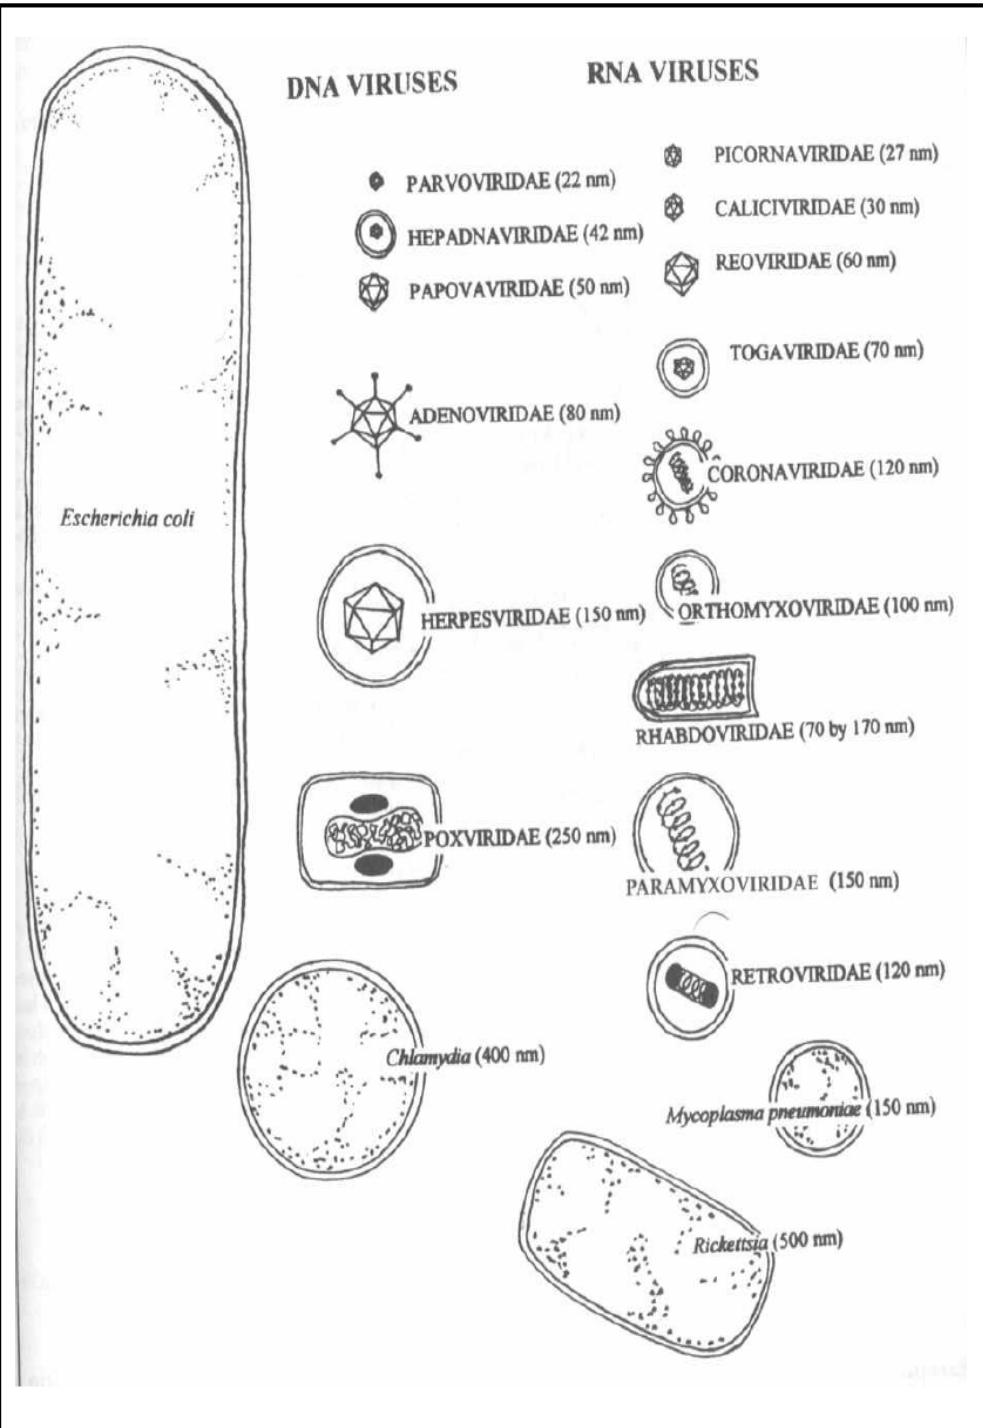 DNA VIRUSES
PARVOVIRIDAE (22 nm)
HEPADNAVIRIDAE (42 nm)
PAPOVAVIRIDAE (50 nm)
ADENOVIRIDAE (80 nm)
HERPESVIRIDAE (150 nm)
POXVIRIDAE (250 nm)
RNA VIRUSES
PICORNAVIRIDAE (27 nm)
CALICIVIRIDAE (30 nm)
REOVIRIDAE (60 nm)
TOGAVIRIDAE (70 nm)
CORONAVIRIDAE (120 nm)
ORTHOMYXOVIRIDAE (100 nm)
RHABDOVIRIDAE (70 by 170 nm)
PARAMYXOVIRIDAE (150 nm)
RETROVIRIDAE (120 nm)
Escherichia coli
Chlamydia (400 nm)
Mycoplasma pneumoniae (150 nm)
Rickettsia (500 nm)